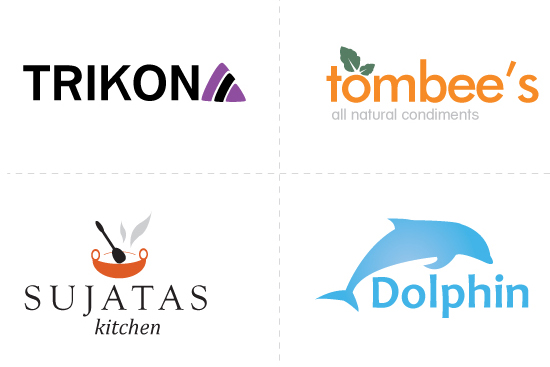 TRIKON
tombee's
all natural condiments
SUJATAS
kitchen
Dolphin